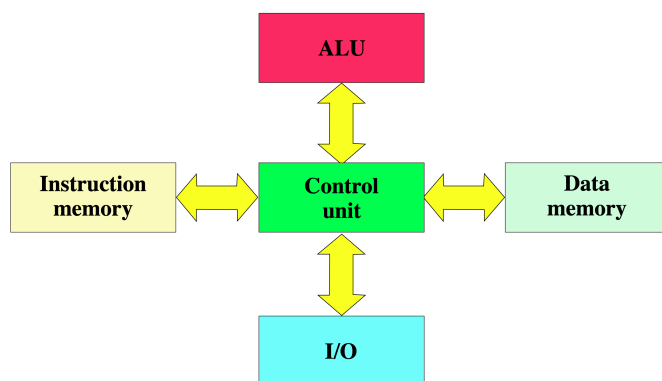 ALU
Instruction
memory
Control
unit
Data
memory
I/O